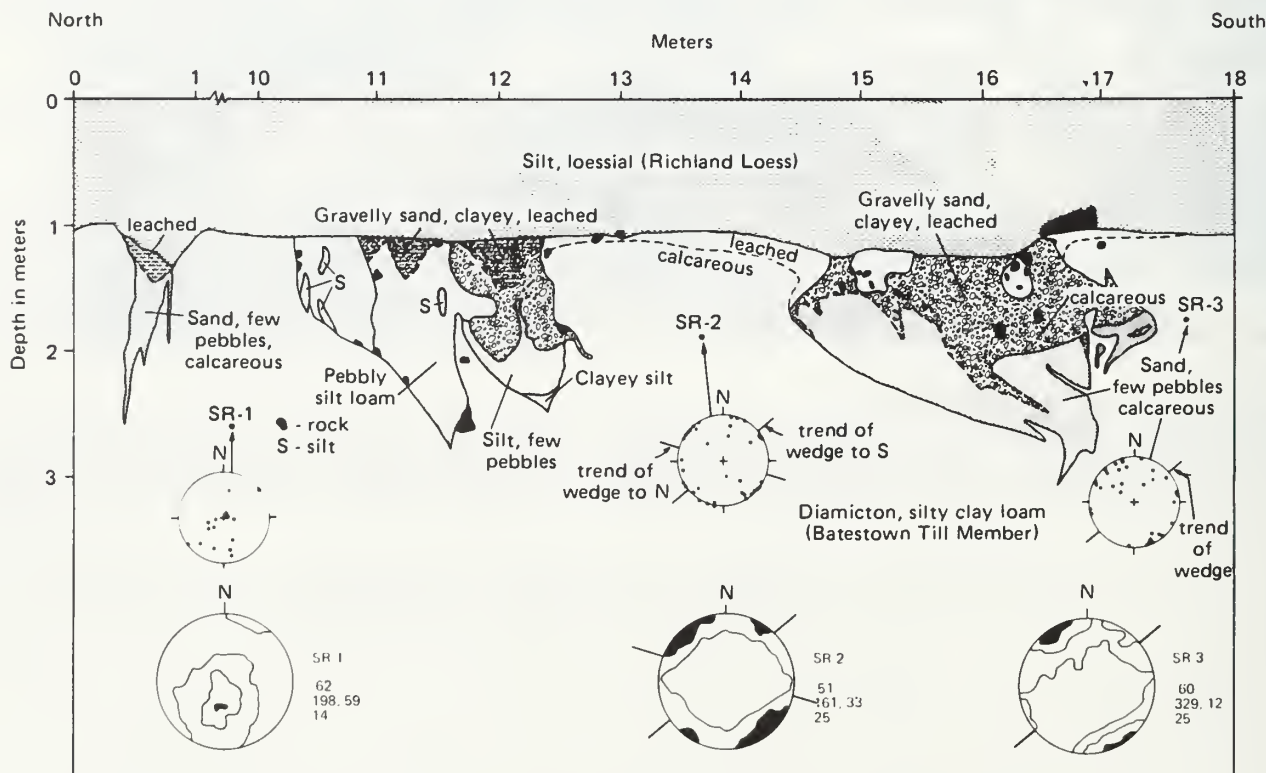 North
South
Meters
0 1 10 11 12 13 14 15 16 17 18
0
Silt, loessial (Richland Loess)
Gravelly sand,
clayey, leached
leached
Gravelly sand, clayey, leached
1
leached
calcareous
S
S
calcareous
SR-3
SR-2
Sand, few
pebbles,
calcareous
Depth in meters
2
Pebbly
silt loam
Clayey silt
Sand,
few pebbles
calcareous
SR-1
- rock
S - silt
Silt, few
pebbles
N
N
trend of
wedge to S
trend of
wedge to N
3
Diamicton, silty clay loam
(Batestown Till Member)
trend
of
wedge
N
N
N
SR 1
62
198, 59
14
SR 2
51
161, 33
25
SR 3
60
329, 12
25